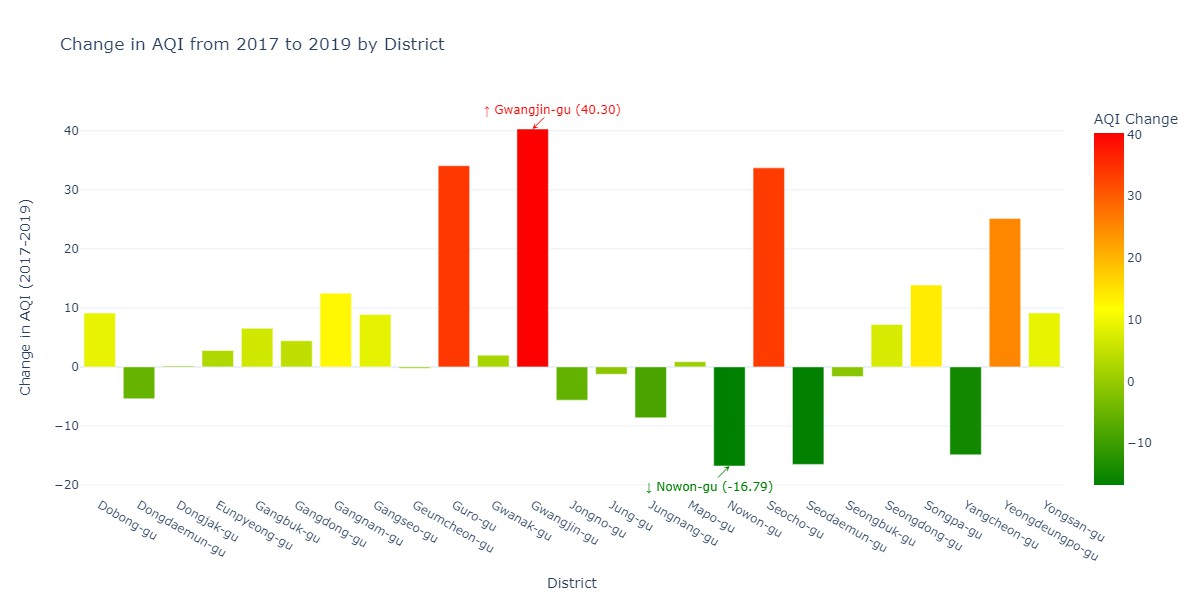 Change in AQI from 2017 to 2019 by District
↑ Gwangjin-gu (40.30)
AQI Change
40
30
20
10
0
−10
Change in AQI (2017-2019)
40
30
20
10
0
−10
−20
↓ Nowon-gu (-16.79)
Dobong-gu
Dongdaemun-gu
Dongjak-gu
Eunpyeong-gu
Gangbuk-gu
Gangdong-gu
Gangnam-gu
Gangseo-gu
Geumcheon-gu
Guro-gu
Gwanak-gu
Gwangjin-gu
Jongno-gu
Jung-gu
Jungnang-gu
Mapo-gu
Nowon-gu
Seocho-gu
Seodaemun-gu
Seongbuk-gu
Seongdong-gu
Songpa-gu
Yangcheon-gu
Yeongdeungpo-gu
Yongsan-gu
District